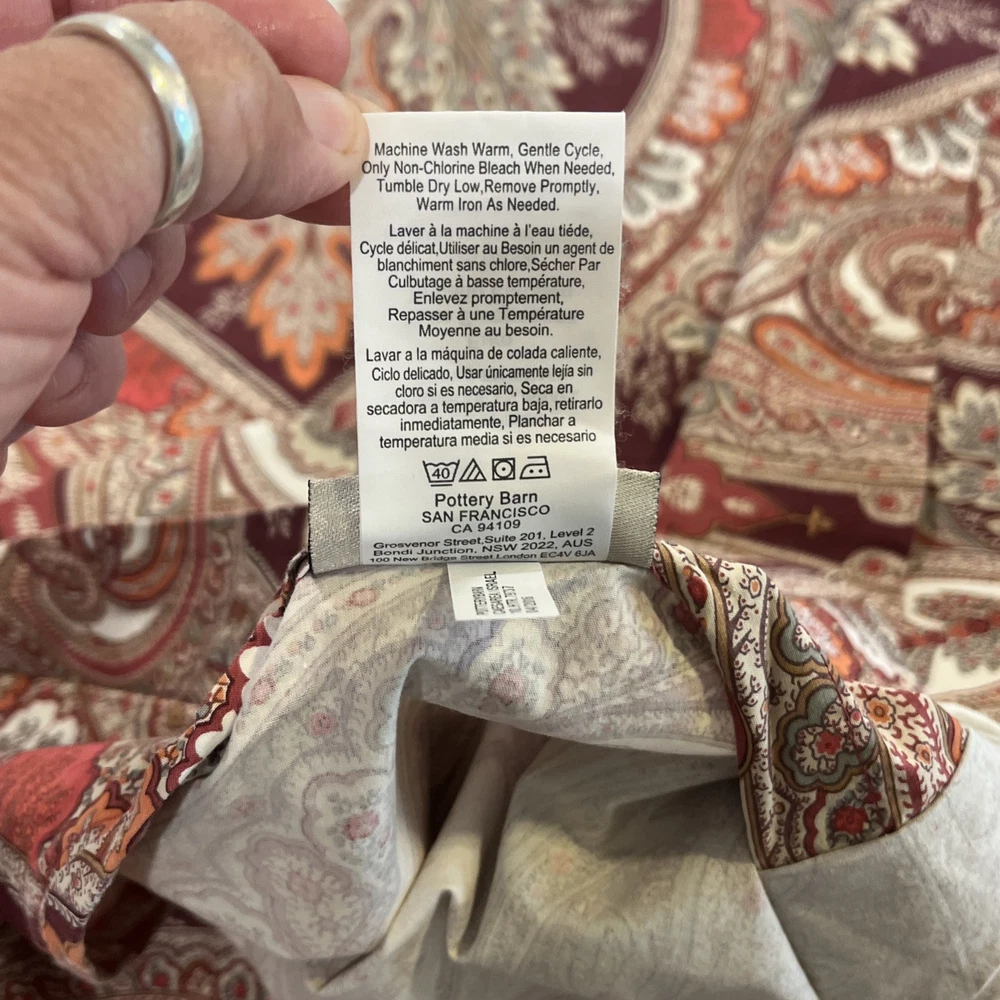 Machine Wash Warm, Gentle Cycle,
Only Non-Chlorine Bleach When Needed,
Tumble Dry Low,Remove Promptly,
Warm Iron As Needed.
Laver à la machine à l'eau tiéde,
Cycle délicat,Utiliser au Besoin un agent de
blanchiment sans chlore,Sécher Par
Culbutage à basse température,
Enlevez promptement,
Repasser à une Température
Moyenne au besoin.
Lavar a la máquina de colada caliente,
Ciclo delicado, Usar únicamente lejía sin
cloro si es necesario, Seca en
secadora a temperatura baja, retirarlo
inmediatamente, Planchar a
temperatura media si es necesario
40
Pottery Barn
SAN FRANCISCO
CA 94109
Grosvenor Street,Suite 201, Level 2
Bondi Junction, NSW 2022, AUS
100 New Bridge Street London EC4V 6JA
POTTERY BARN
ISRAEL